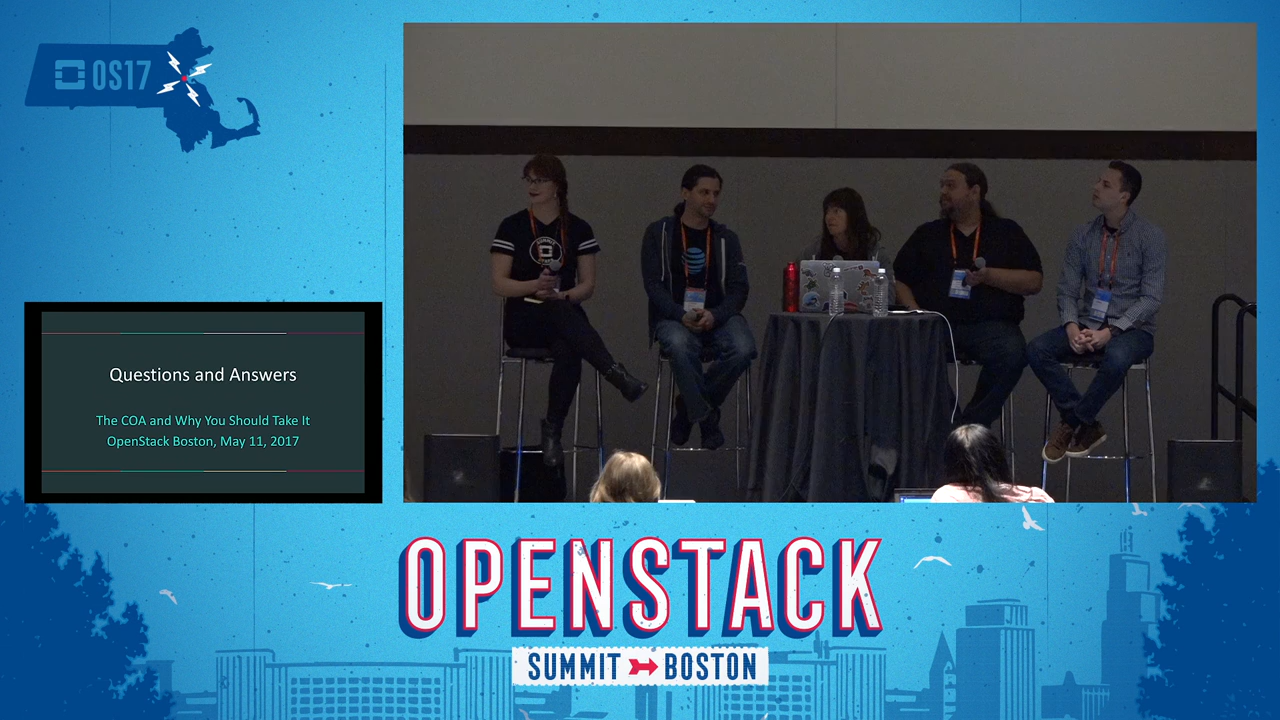 OS17
Questions and Answers
The COA and Why You Should Take It
OpenStack Boston, May 11, 2017
SUMMIT
OPENSTACK
SUMMIT BOSTON